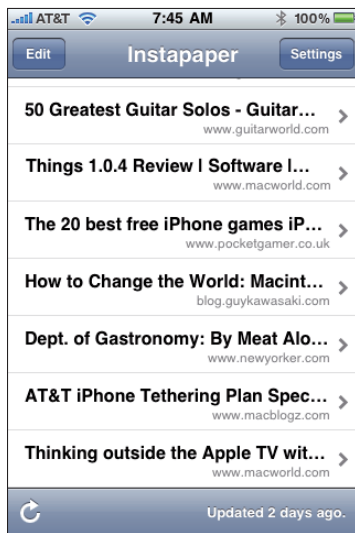 AT&T 7:45 AM 100%
Edit Instapaper Settings
50 Greatest Guitar Solos - Guitar...
www.guitarworld.com
Things 1.0.4 Review | Software |...
www.macworld.com
The 20 best free iPhone games iP...
www.pocketgamer.co.uk
How to Change the World: Macint...
blog.guykawasaki.com
Dept. of Gastronomy: By Meat Alo...
www.newyorker.com
AT&T iPhone Tethering Plan Spec...
www.macblogz.com
Thinking outside the Apple TV wit...
www.macworld.com
Updated 2 days ago.